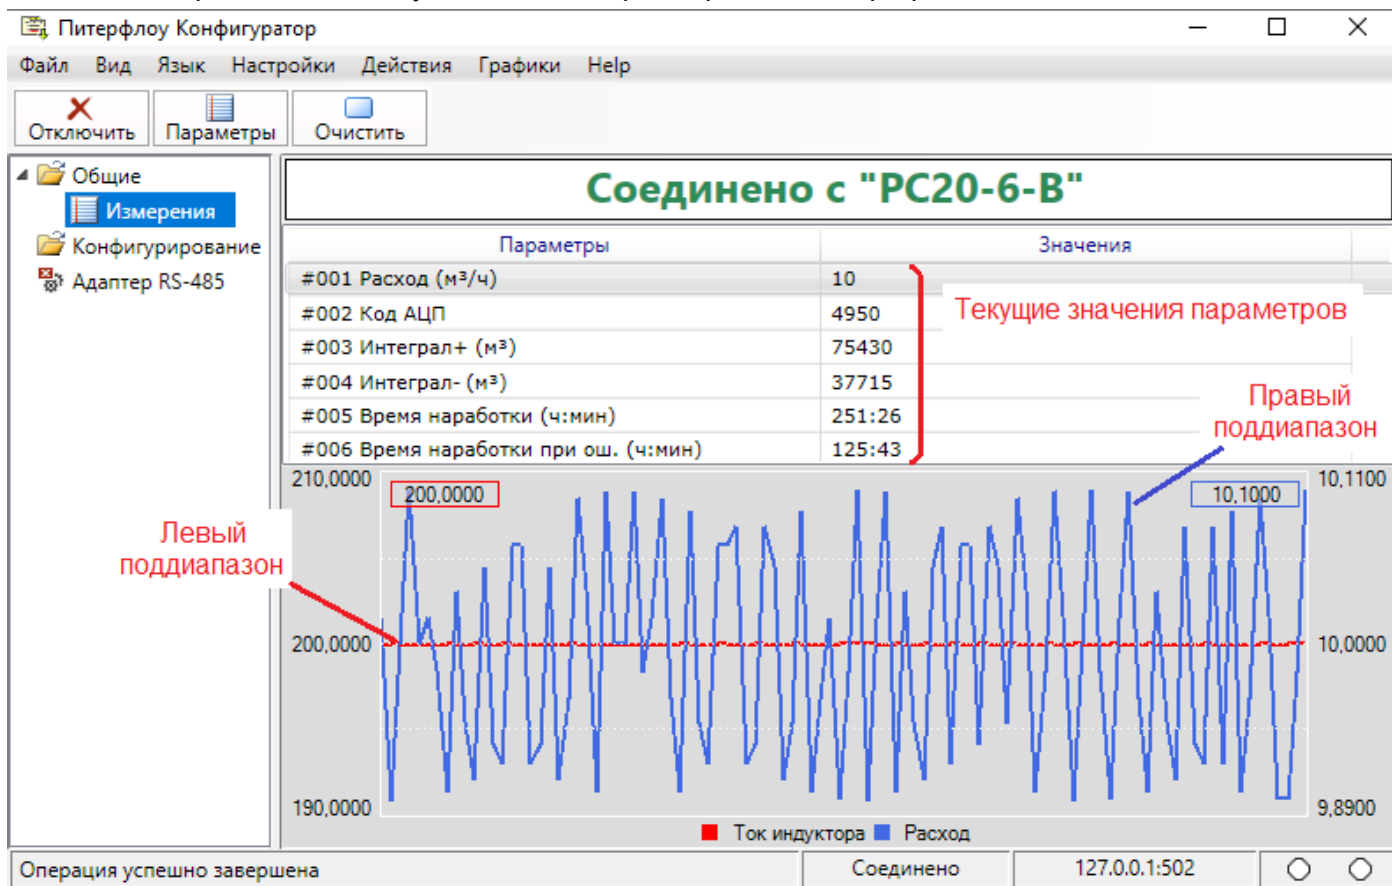 Питерфлоу Конфигуратор
Файл Вид Язык Настройки Действия Графики Help
Отключить Параметры Очистить
Общие
Измерения
Конфигурирование
Адаптер RS-485
Соединено с "РС20-6-В"
Параметры Значения
#001 Расход (м³/ч) 10
#002 Код АЦП 4950
#003 Интеграл+ (м³) 75430
#004 Интеграл- (м³) 37715
#005 Время наработки (ч:мин) 251:26
#006 Время наработки при ош. (ч:мин) 125:43
Текущие значения параметров
Правый
поддиапазон
Левый
поддиапазон
210,0000 200,0000 10,1000 10,1100
200,0000 10,0000
190,0000 9,8900
Ток индуктора Расход
Операция успешно завершена Соединено 127.0.0.1:502